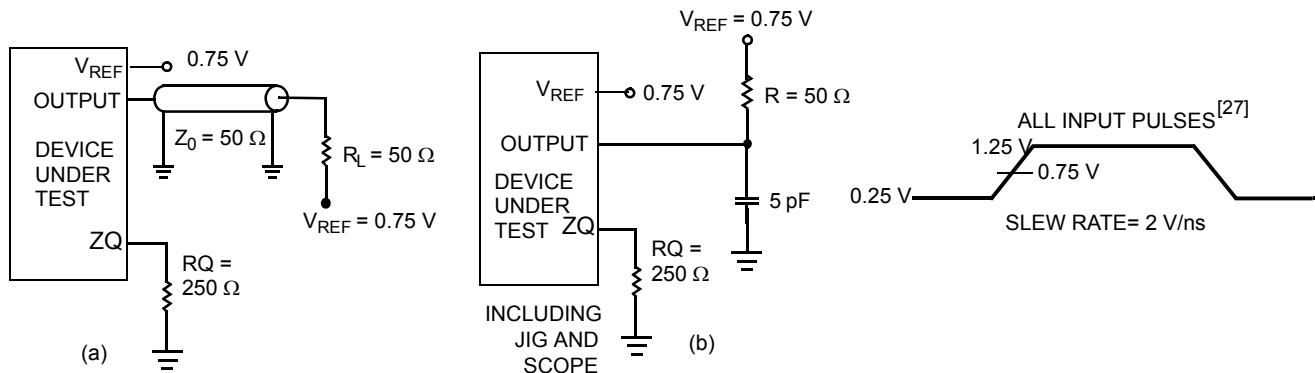 V_REF 0.75 V
OUTPUT
Z_0 = 50 Ω
DEVICE
UNDER
TEST
R_L = 50 Ω
V_REF = 0.75 V
ZQ
RQ =
250 Ω
(a)
V_REF = 0.75 V
R = 50 Ω
V_REF 0.75 V
OUTPUT
DEVICE
UNDER
TEST
5 pF
ZQ
RQ =
250 Ω
INCLUDING
JIG AND
SCOPE
(b)
ALL INPUT PULSES[27]
1.25 V
0.75 V
0.25 V
SLEW RATE= 2 V/ns